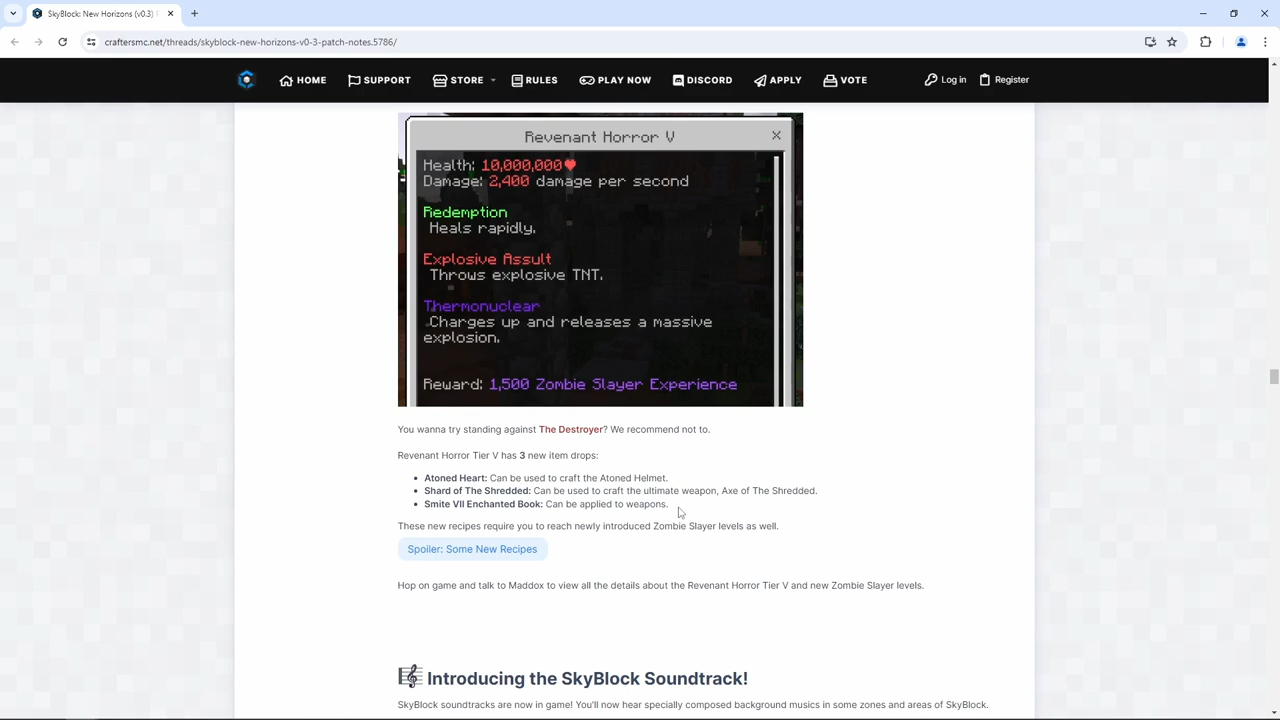 SkyBlock: New Horizons (v0.3)
craftersmc.net/threads/skyblock-new-horizons-v0-3-patch-notes.5786/
HOME SUPPORT STORE RULES PLAY NOW DISCORD APPLY VOTE Log in Register
Revenant Horror V
Health: 10,000,000❤
Damage: 2,400 damage per second
Redemption
Heals rapidly.
Explosive Assult
Throws explosive TNT.
Thermonuclear
Charges up and releases a massive
explosion.
Reward: 1,500 Zombie Slayer Experience
You wanna try standing against The Destroyer? We recommend not to.
Revenant Horror Tier V has 3 new item drops:
• Atoned Heart: Can be used to craft the Atoned Helmet.
• Shard of The Shredded: Can be used to craft the ultimate weapon, Axe of The Shredded.
• Smite VII Enchanted Book: Can be applied to weapons.
These new recipes require you to reach newly introduced Zombie Slayer levels as well.
Spoiler: Some New Recipes
Hop on game and talk to Maddox to view all the details about the Revenant Horror Tier V and new Zombie Slayer levels.
Introducing the SkyBlock Soundtrack!
SkyBlock soundtracks are now in game! You'll now hear specially composed background musics in some zones and areas of SkyBlock.